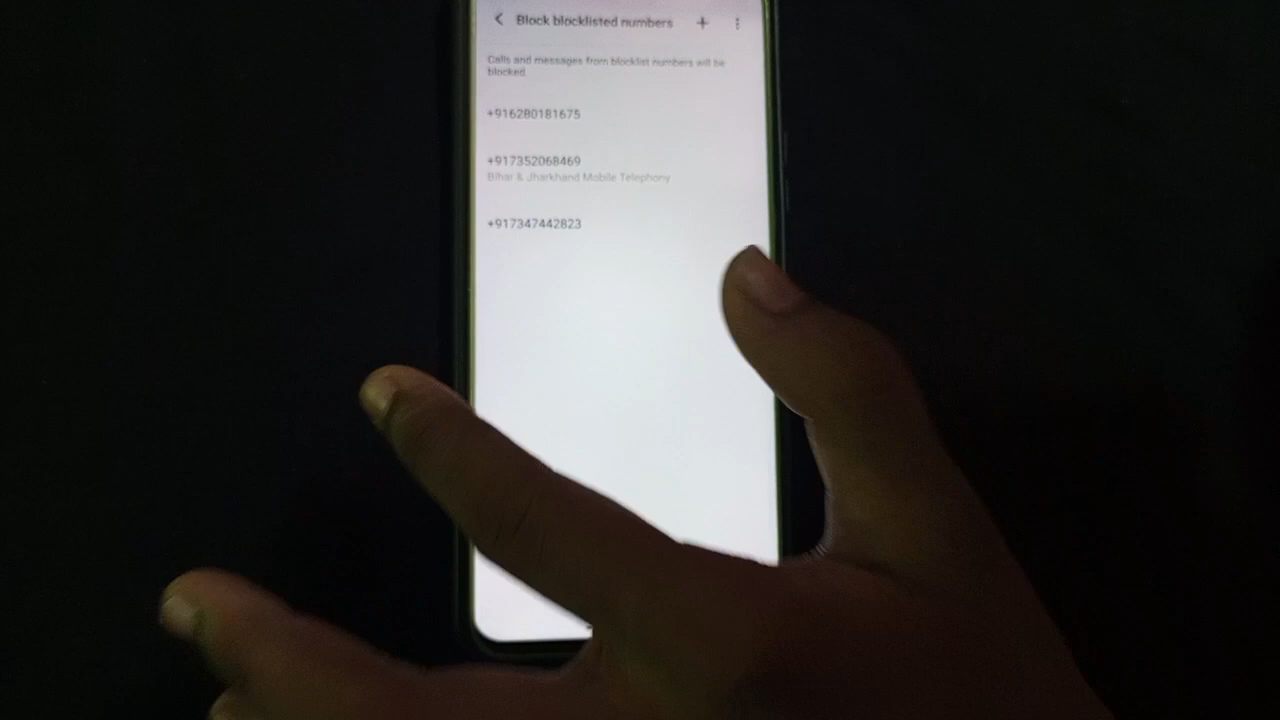 Block blocklisted numbers
Calls and messages from blocklist numbers will be
blocked
+916280181675
+917352068469
Bihar & Jharkhand Mobile Telephony
+917347442823